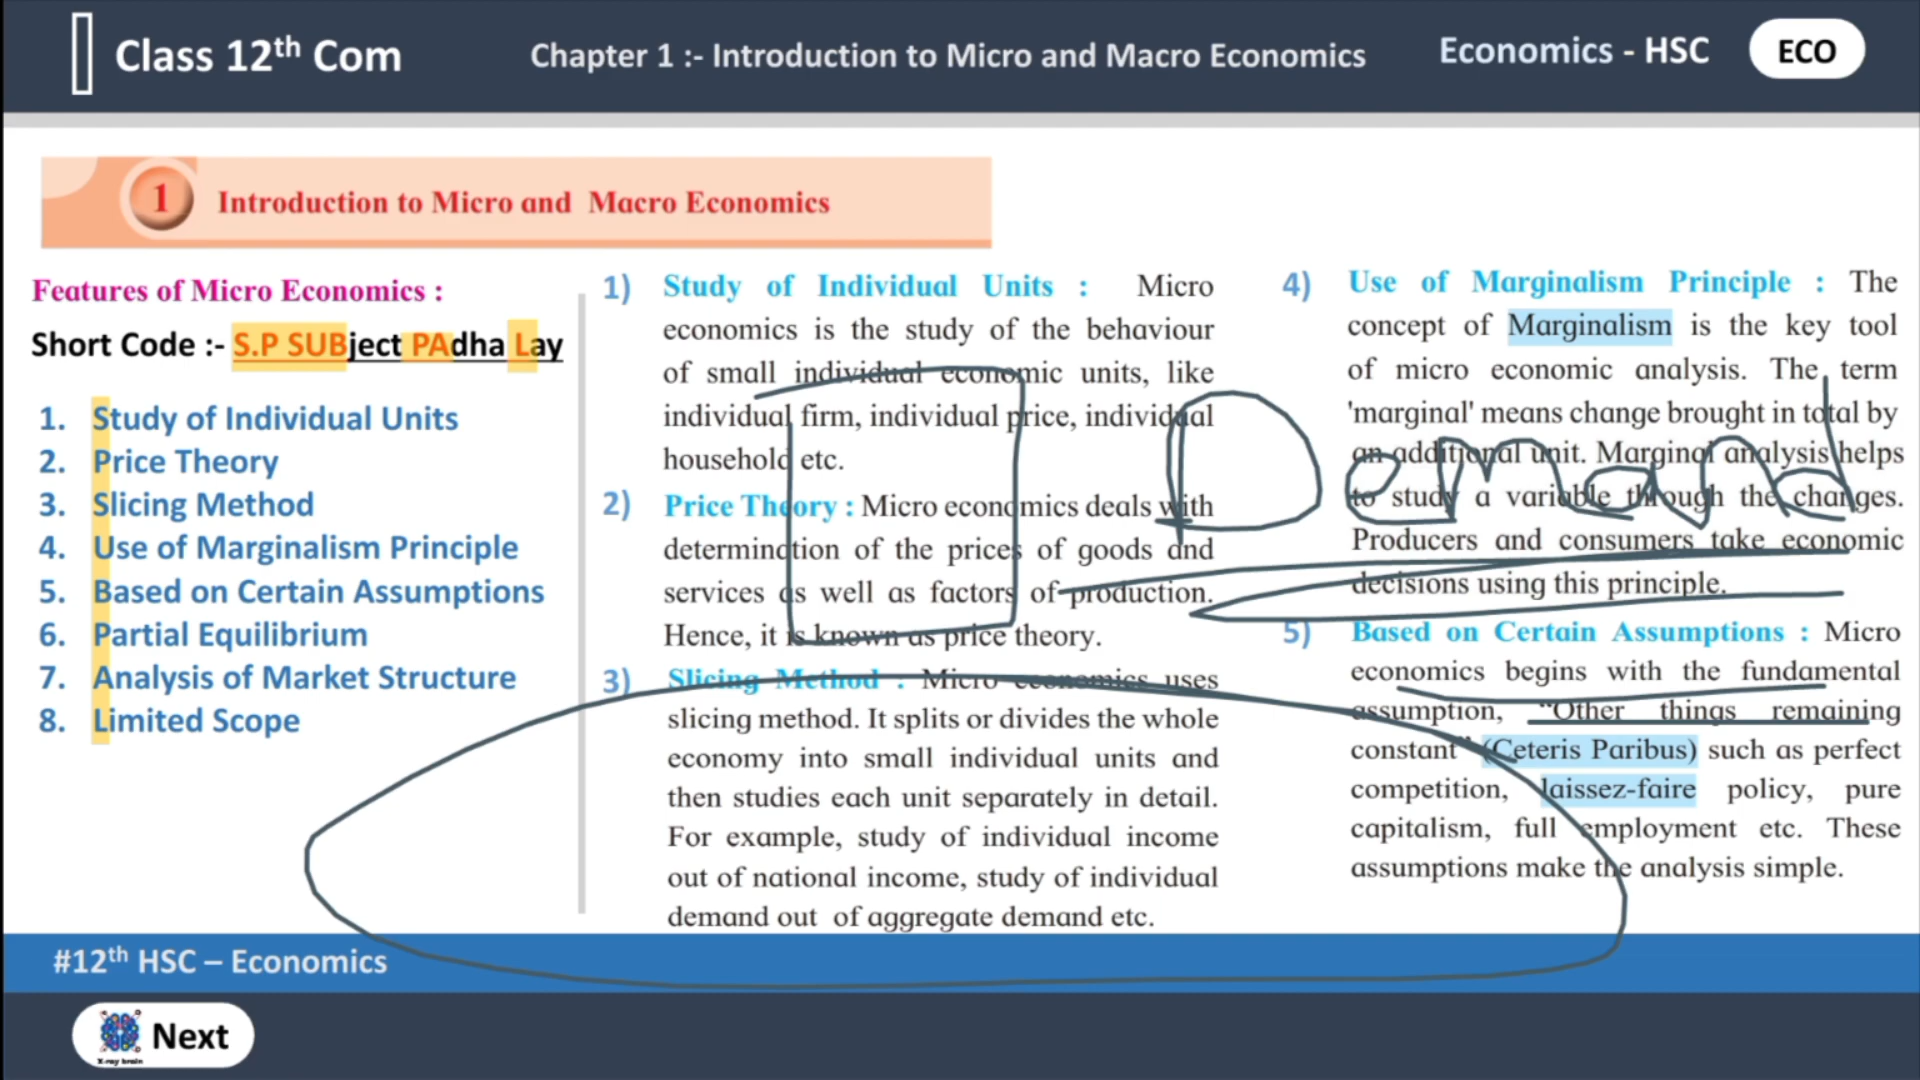 Class 12th Com
Chapter 1 :- Introduction to Micro and Macro Economics
Economics - HSC
ECO
1
Introduction to Micro and Macro Economics
Features of Micro Economics :
Short Code :- S.P SUBject PAdha Lay
1. Study of Individual Units
2. Price Theory
3. Slicing Method
4. Use of Marginalism Principle
5. Based on Certain Assumptions
6. Partial Equilibrium
7. Analysis of Market Structure
8. Limited Scope
1) Study of Individual Units : Micro
economics is the study of the behaviour
of small individual economic units, like
individual firm, individual price, individual
household etc.
2) Price Theory : Micro economics deals with
determination of the prices of goods and
services as well as factors of production.
Hence, it is known as price theory.
3) Slicing Method : Micro economics uses
slicing method. It splits or divides the whole
economy into small individual units and
then studies each unit separately in detail.
For example, study of individual income
out of national income, study of individual
demand out of aggregate demand etc.
4) Use of Marginalism Principle : The
concept of Marginalism is the key tool
of micro economic analysis. The term
'marginal' means change brought in total by
an additional unit. Marginal analysis helps
to study a variable through the changes.
Producers and consumers take economic
decisions using this principle.
Demand
5) Based on Certain Assumptions : Micro
economics begins with the fundamental
assumption, "Other things remaining
constant" (Ceteris Paribus) such as perfect
competition, laissez-faire policy, pure
capitalism, full employment etc. These
assumptions make the analysis simple.
#12th HSC – Economics
X-ray brain
Next